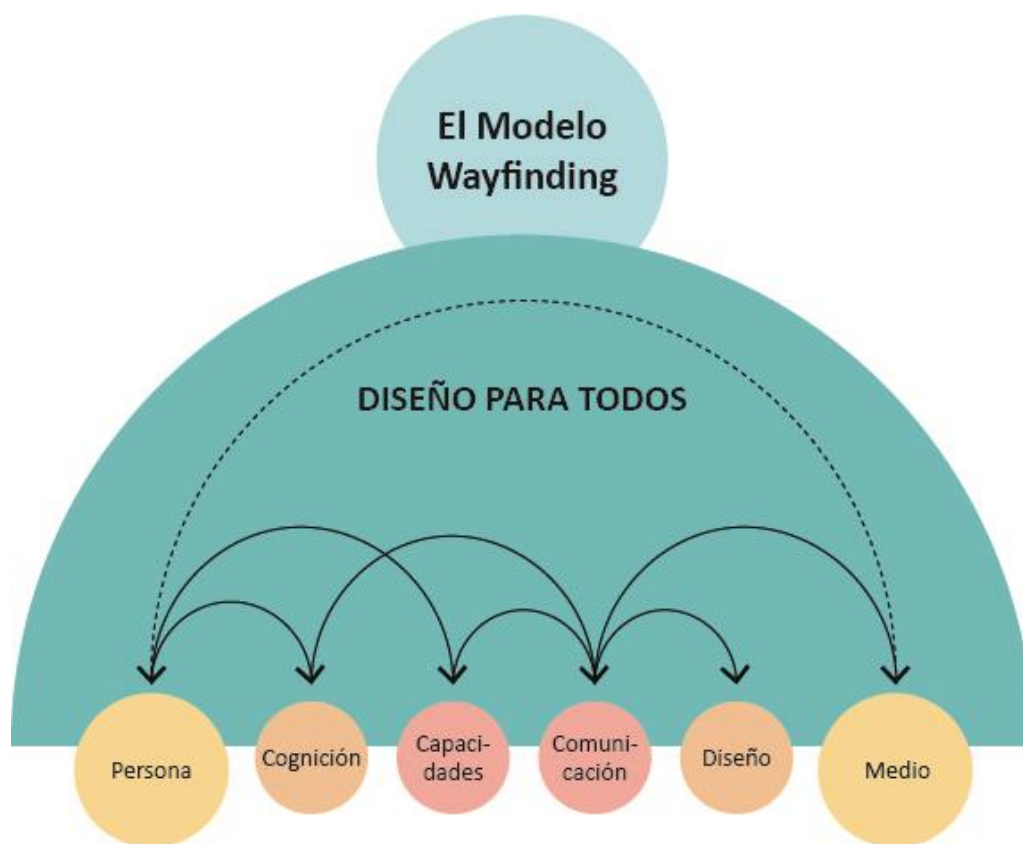 El Modelo
Wayfinding
DISEÑO PARA TODOS
Persona
Cognición
Capaci-
dades
Comuni-
cación
Diseño
Medio